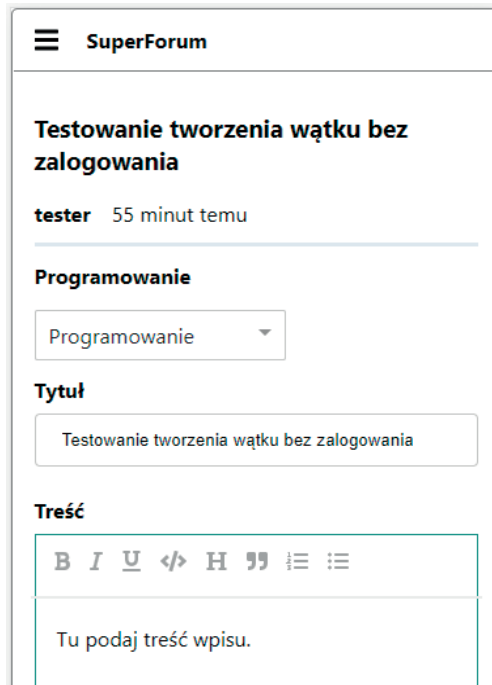 SuperForum
Testowanie tworzenia wątku bez
zalogowania
tester 55 minut temu
Programowanie
Programowanie
Tytuł
Testowanie tworzenia wątku bez zalogowania
Treść
B I U </> H
Tu podaj treść wpisu.